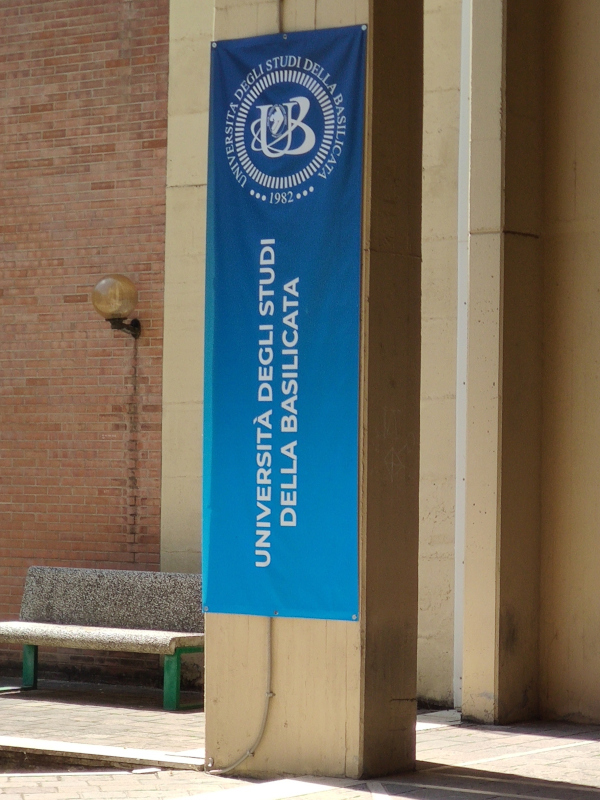 UNIVERSITÀ DEGLI STUDI DELLA BASILICATA
UB
••• 1982 •••
UNIVERSITÀ DEGLI STUDI
DELLA BASILICATA